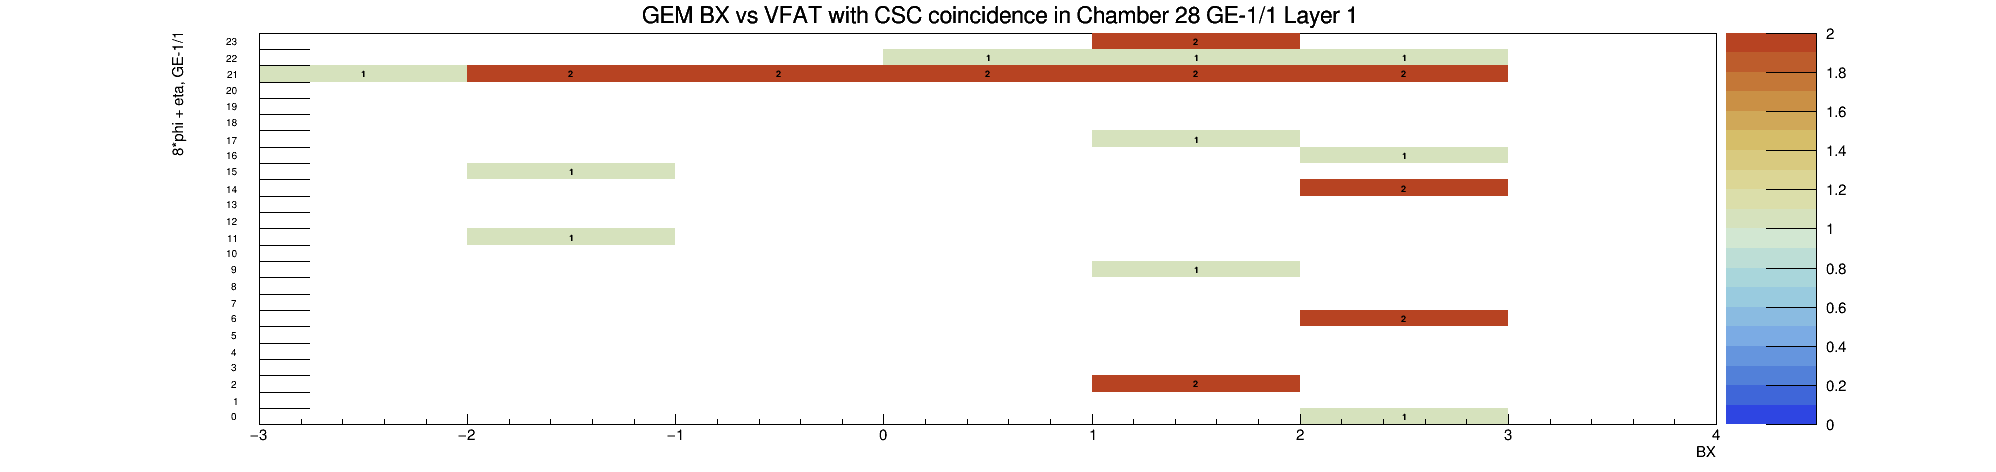 GEM BX vs VFAT with CSC coincidence in Chamber 28 GE-1/1 Layer 1
8*phi + eta, GE-1/1
23 2 2
22 1 1 1 1.8
21 1 2 2 2 2 2
20
19 1.6
18
17 1 1.4
16 1
15 1
14 2 1.2
13
12
11 1 1
10
9 1 0.8
8
7 0.6
6 2
5
4 0.4
3
2 2 0.2
1
0 1 0
−3 −2 −1 0 1 2 3 4
BX